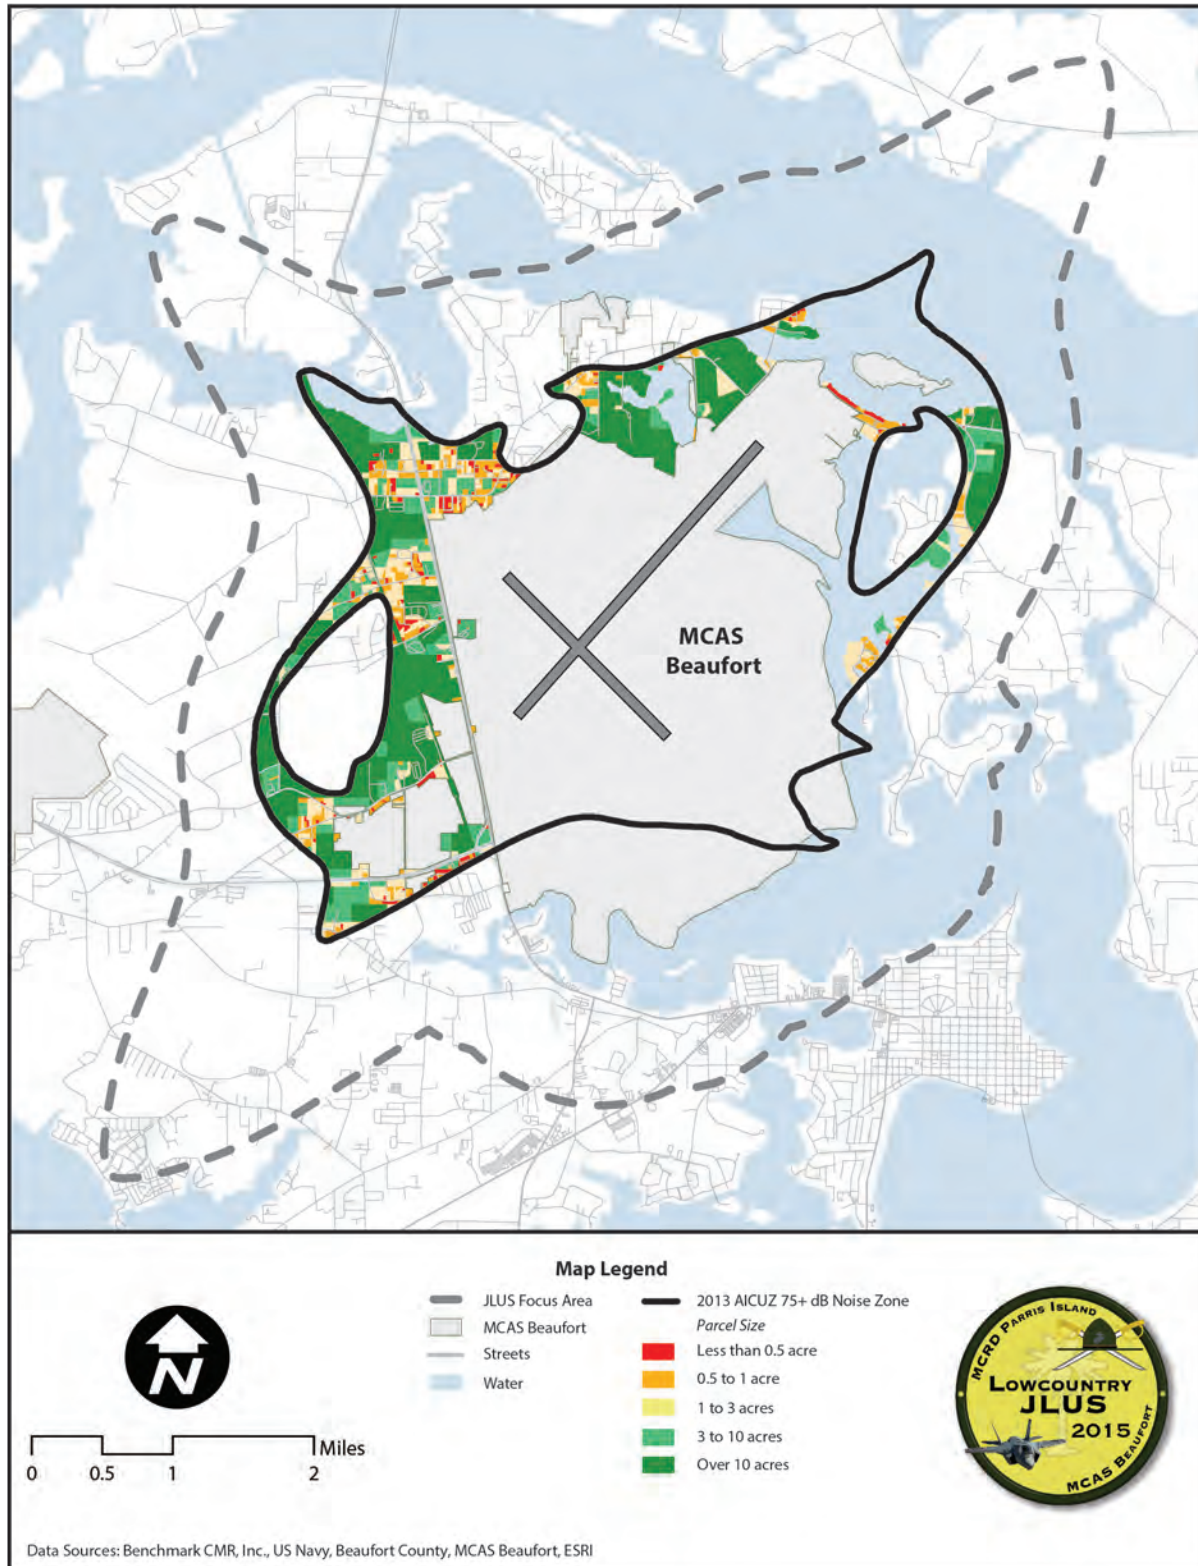 MCAS
Beaufort
Map Legend
JLUS Focus Area
MCAS Beaufort
Streets
Water
2013 AICUZ 75+ dB Noise Zone
Parcel Size
Less than 0.5 acre
0.5 to 1 acre
1 to 3 acres
3 to 10 acres
Over 10 acres
N
Miles
0 0.5 1 2
MCRD PARRIS ISLAND
LOWCOUNTRY
JLUS
2015
MCAS BEAUFORT
Data Sources: Benchmark CMR, Inc., US Navy, Beaufort County, MCAS Beaufort, ESRI